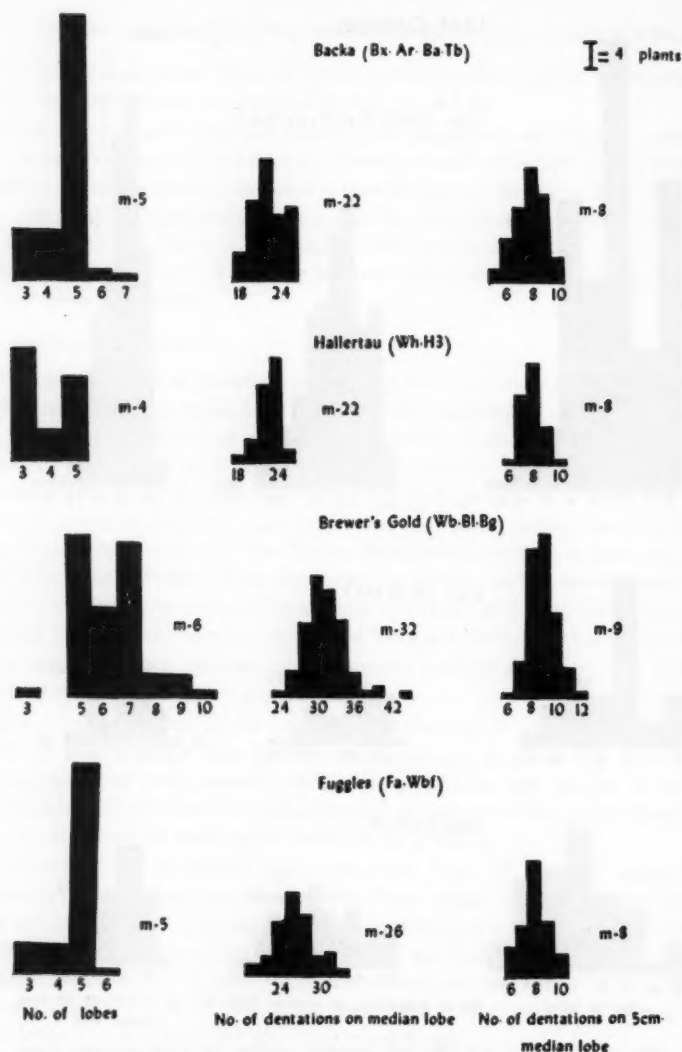 Backa (Bx· Ar· Ba·Tb)
I = 4 plants
m-5
m-22
m-8
3 4 5 6 7
18 24
6 8 10
Hallertau (Wh·H3)
m-4
m-22
m-8
3 4 5
18 24
6 8 10
Brewer's Gold (Wb·Bl·Bg)
m-6
m-32
m-9
3 5 6 7 8 9 10
24 30 36 42
6 8 10 12
Fuggles (Fa·Wbf)
m-5
m-26
m-8
3 4 5 6
24 30
6 8 10
No. of lobes
No· of dentations on median lobe
No· of dentations on 5cm·
median lobe